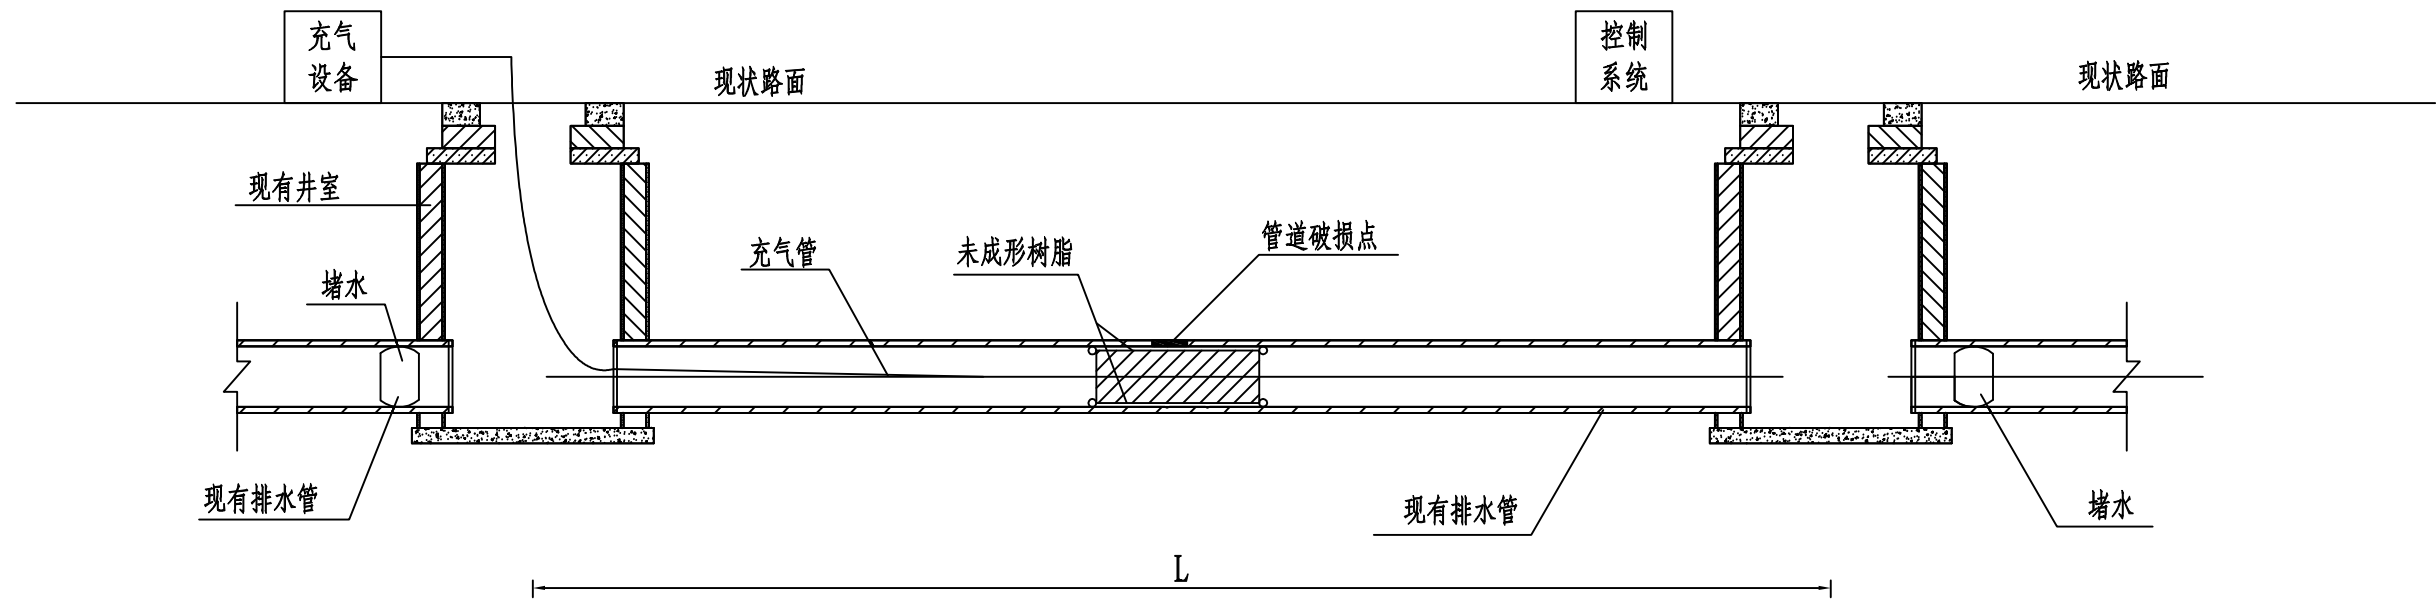 充气
设备
控制
系统
现状路面
现状路面
现有井室
管道破损点
充气管
未成形树脂
堵水
现有排水管
现有排水管
堵水
L